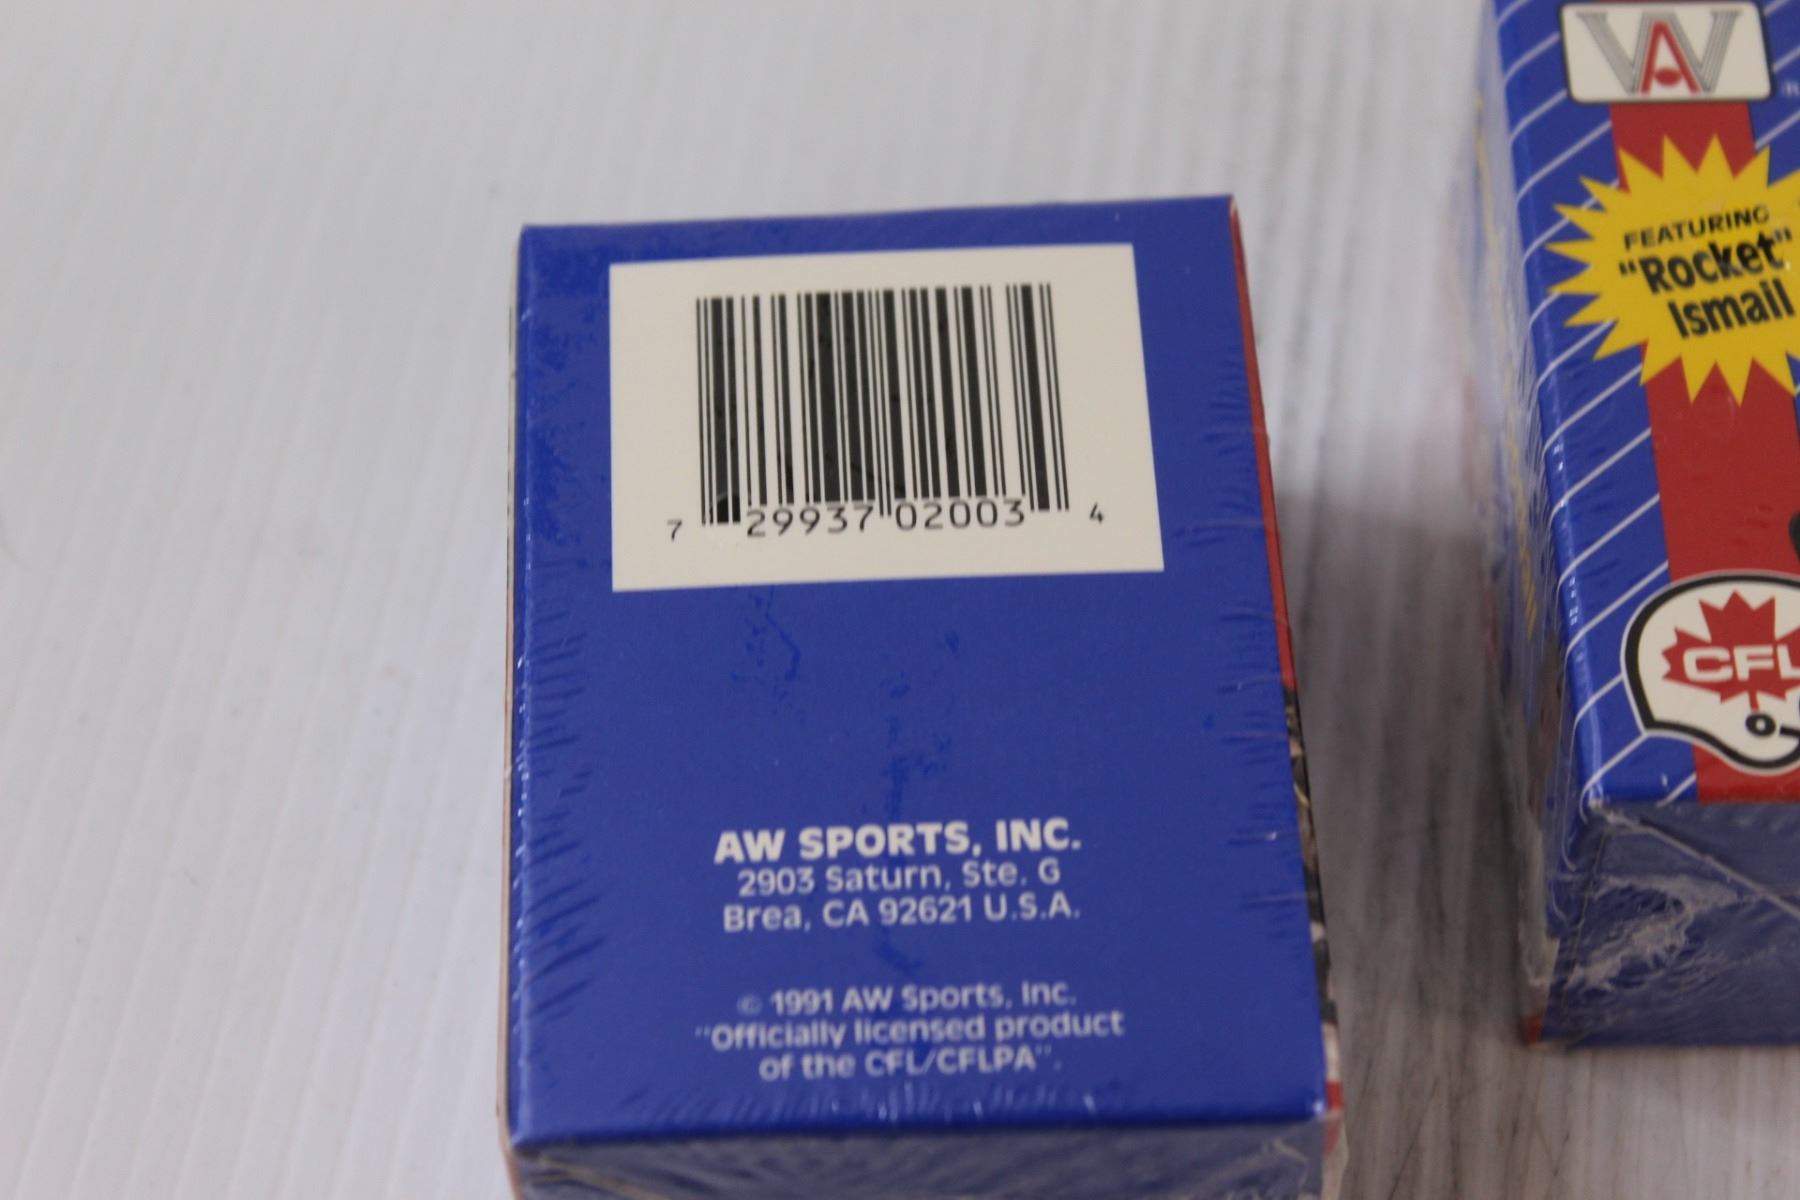 7 29937 02003 4
AW SPORTS, INC.
2903 Saturn, Ste. G
Brea, CA 92621 U.S.A.
© 1991 AW Sports, Inc.
"Officially licensed product
of the CFL/CFLPA".
AW ®
FEATURING
"Rocket"
Ismail
CFL